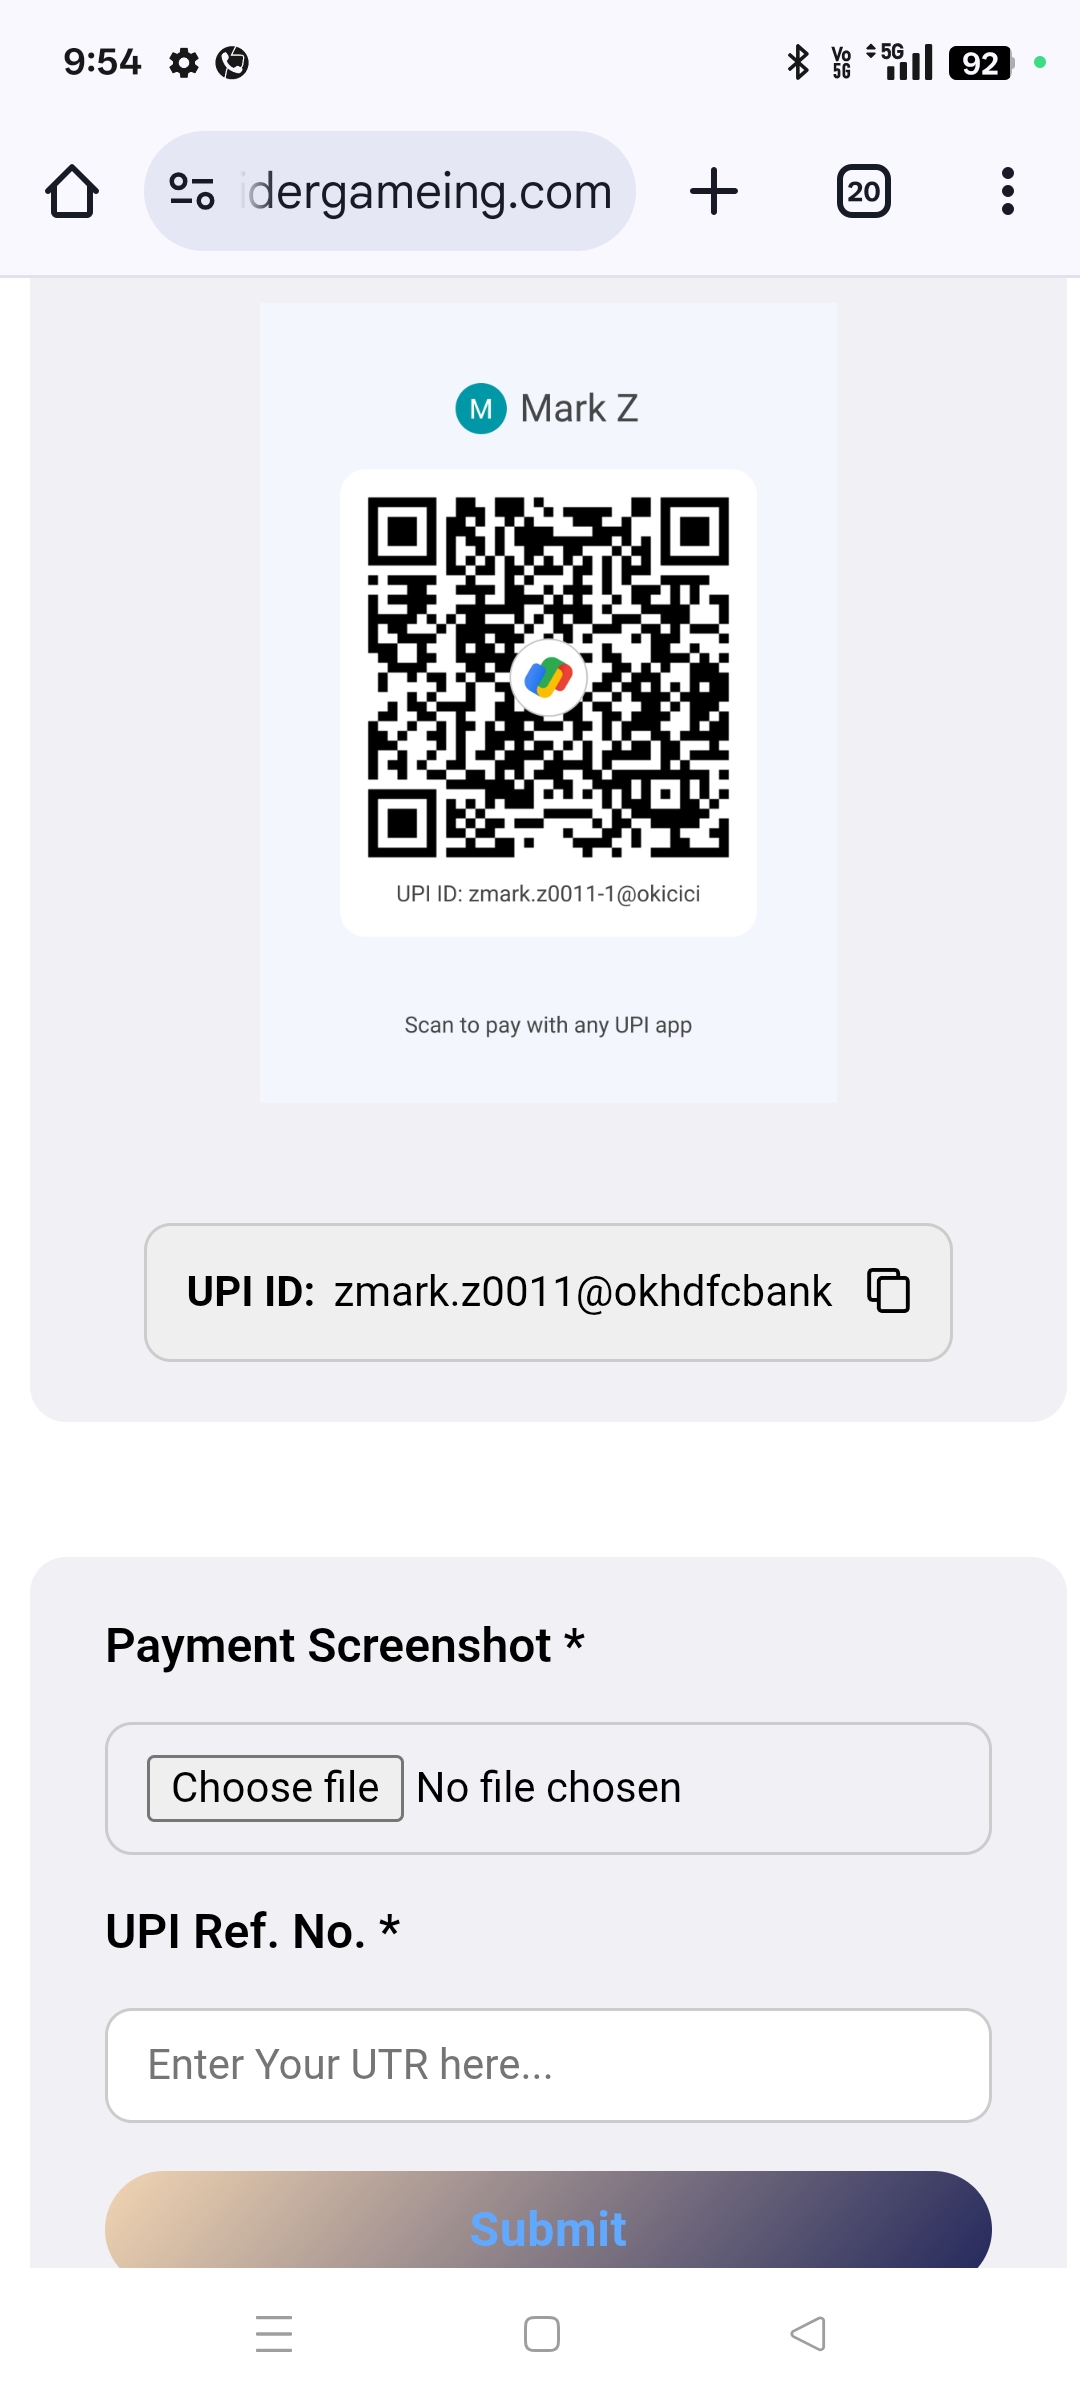 9:54
Vo 5G
5G
92
idergameing.com
20
M Mark Z
UPI ID: zmark.z0011-1@okicici
Scan to pay with any UPI app
UPI ID: zmark.z0011@okhdfcbank
Payment Screenshot *
Choose file No file chosen
UPI Ref. No. *
Enter Your UTR here...
Submit